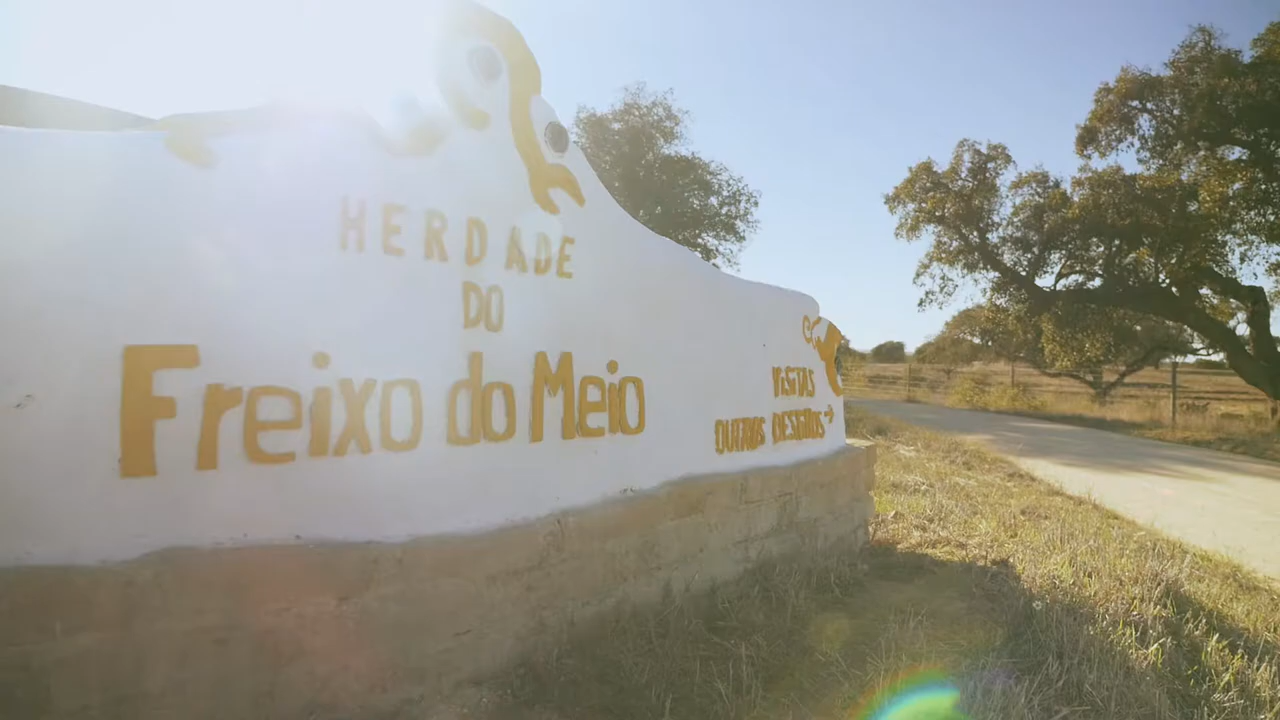 HERDADE
DO
Freixo do Meio
VISITAS
OUTROS DESTINOS →